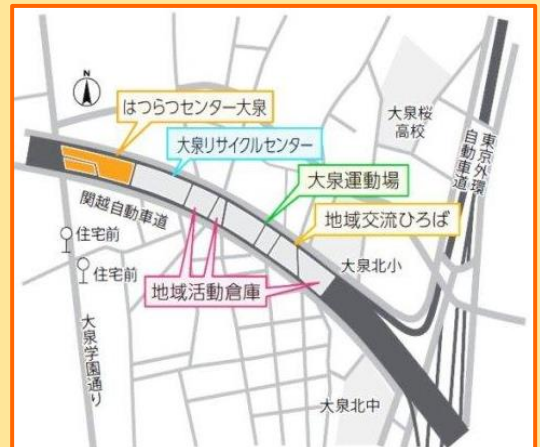 N
はつらつセンター大泉
大泉リサイクルセンター
大泉桜
高校
東京外環
自動車道
大泉運動場
関越自動車道
地域交流ひろば
住宅前
住宅前
地域活動倉庫
大泉北小
大泉学園通り
大泉北中